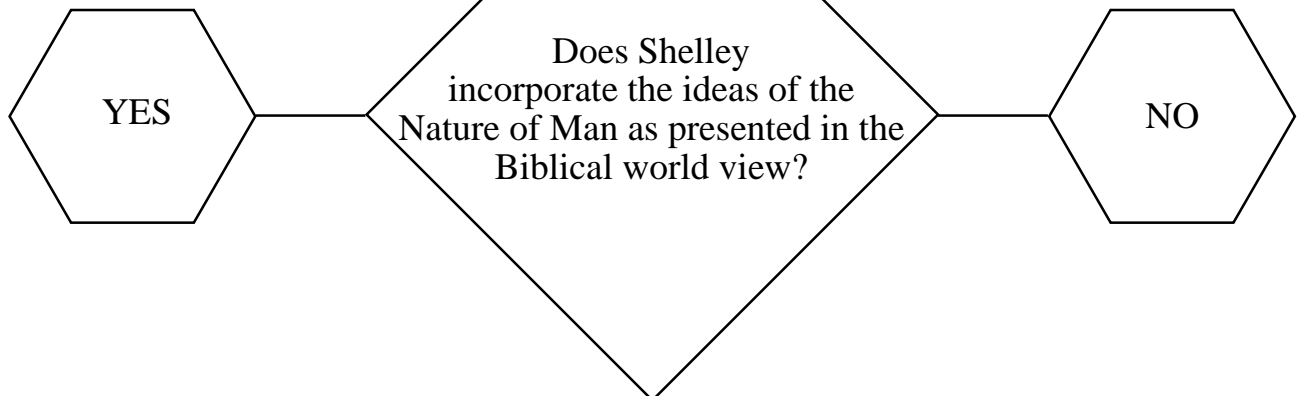 YES
Does Shelley
incorporate the ideas of the
Nature of Man as presented in the
Biblical world view?
NO